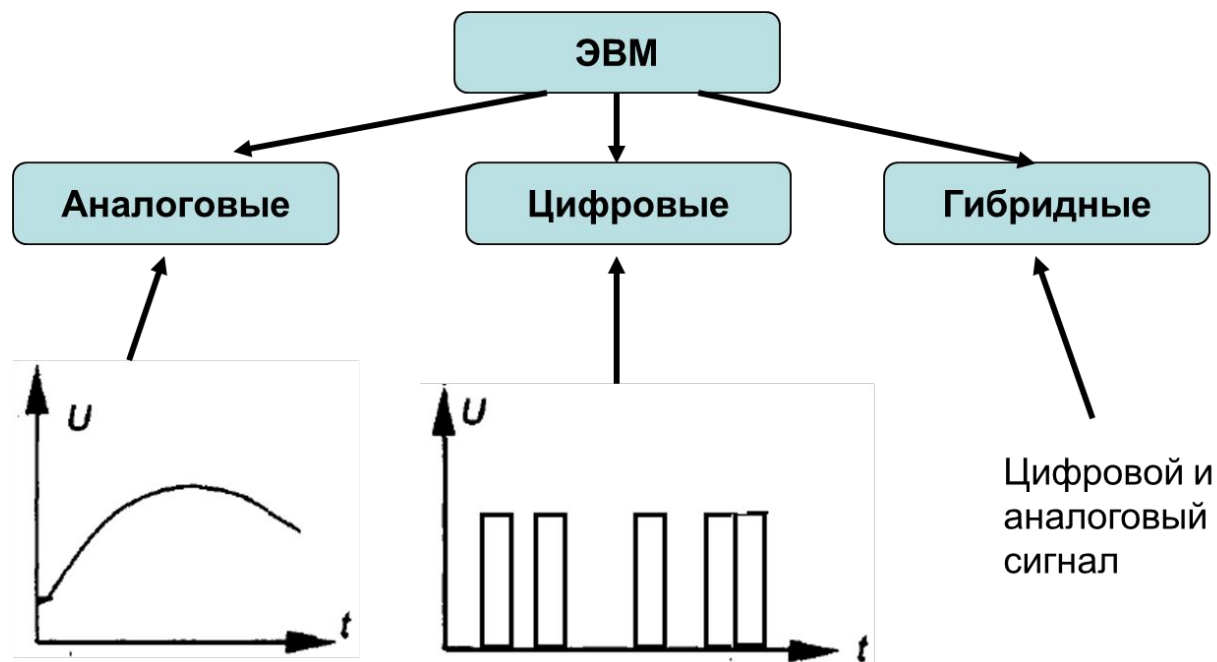 ЭВМ
Аналоговые
Цифровые
Гибридные
U
t
U
t
Цифровой и
аналоговый
сигнал